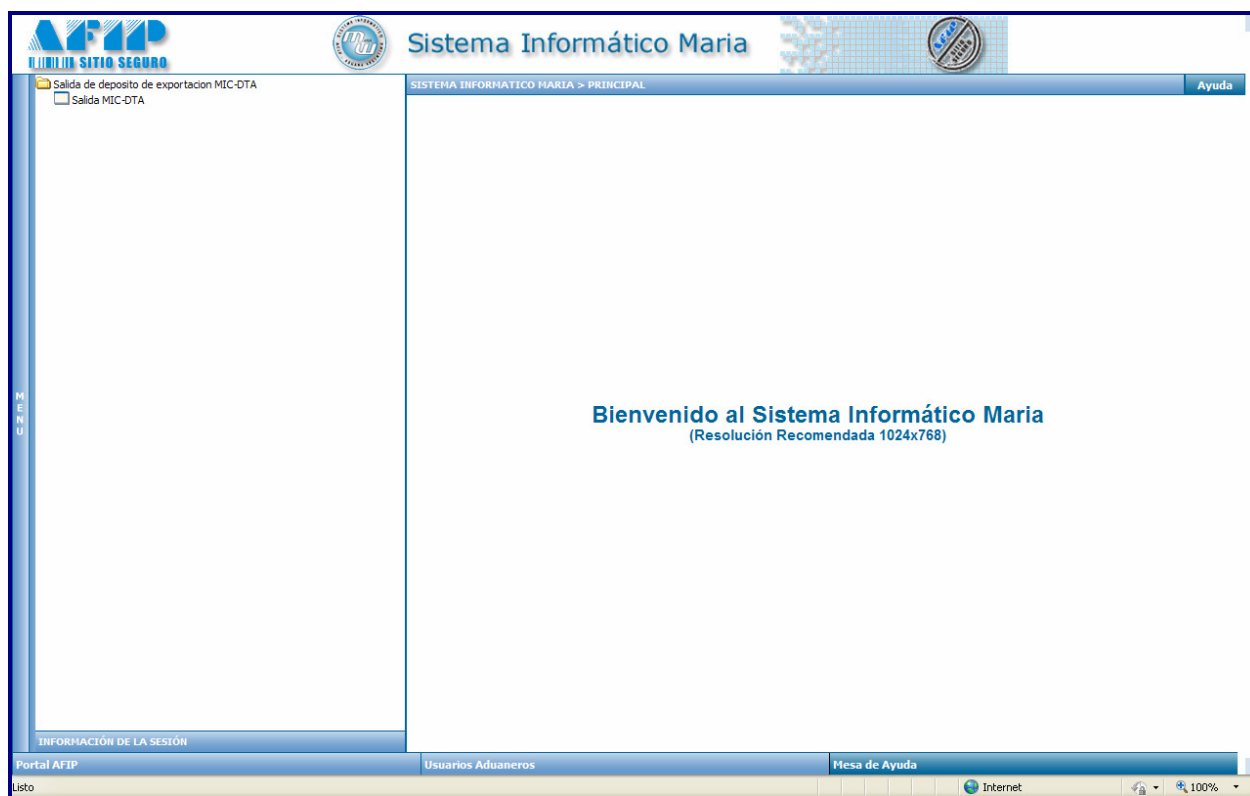 AFIP
SITIO SEGURO
Sistema Informático Maria
Salida de deposito de exportacion MIC-DTA
Salida MIC-DTA
SISTEMA INFORMATICO MARIA > PRINCIPAL
Ayuda
MENU
Bienvenido al Sistema Informático Maria
(Resolución Recomendada 1024x768)
INFORMACIÓN DE LA SESIÓN
Portal AFIP
Usuarios Aduaneros
Mesa de Ayuda
Listo
Internet
100%